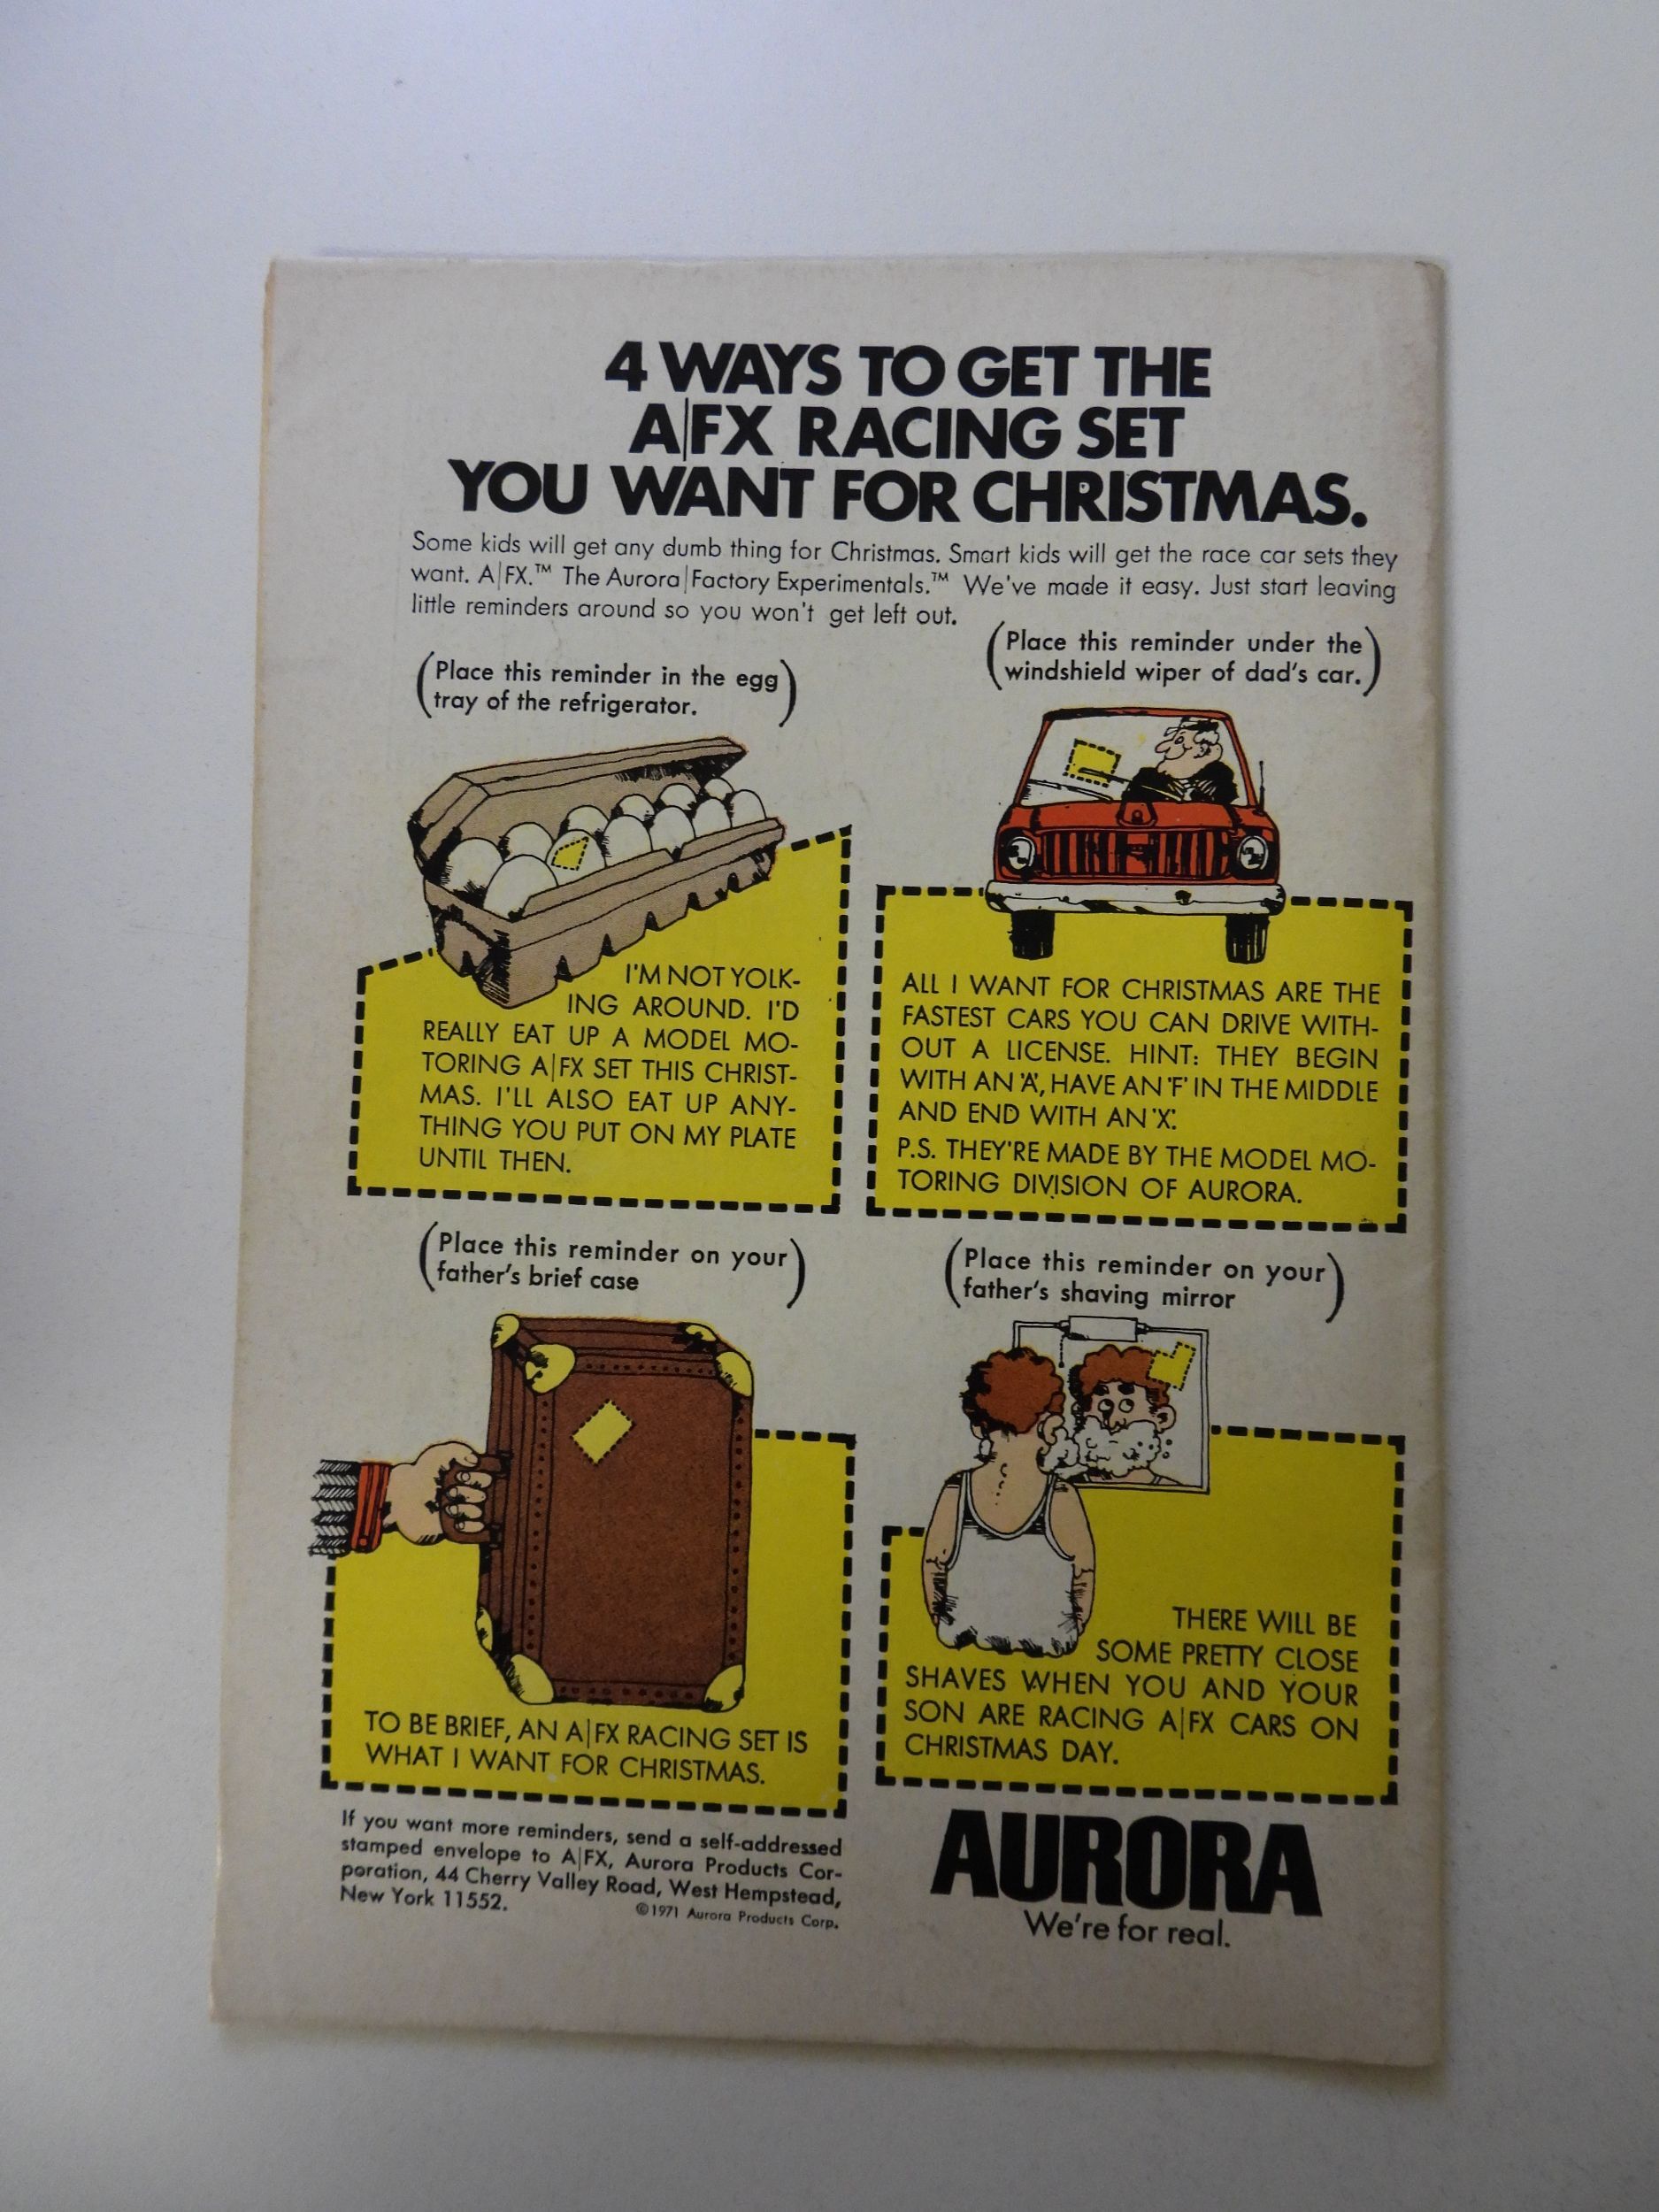 4 WAYS TO GET THE
A|FX RACING SET
YOU WANT FOR CHRISTMAS.
Some kids will get any dumb thing for Christmas. Smart kids will get the race car sets they
want. A|FX.™ The Aurora|Factory Experimentals.™ We've made it easy. Just start leaving
little reminders around so you won't get left out.
(Place this reminder in the egg
tray of the refrigerator.)
I'M NOT YOLK-
ING AROUND. I'D
REALLY EAT UP A MODEL MO-
TORING A|FX SET THIS CHRIST-
MAS. I'LL ALSO EAT UP ANY-
THING YOU PUT ON MY PLATE
UNTIL THEN.
(Place this reminder under the
windshield wiper of dad's car.)
ALL I WANT FOR CHRISTMAS ARE THE
FASTEST CARS YOU CAN DRIVE WITH-
OUT A LICENSE. HINT: THEY BEGIN
WITH AN 'A', HAVE AN 'F' IN THE MIDDLE
AND END WITH AN 'X'.
P.S. THEY'RE MADE BY THE MODEL MO-
TORING DIVISION OF AURORA.
(Place this reminder on your
father's brief case)
TO BE BRIEF, AN A|FX RACING SET IS
WHAT I WANT FOR CHRISTMAS.
(Place this reminder on your
father's shaving mirror)
THERE WILL BE
SOME PRETTY CLOSE
SHAVES WHEN YOU AND YOUR
SON ARE RACING A|FX CARS ON
CHRISTMAS DAY.
If you want more reminders, send a self-addressed
stamped envelope to A|FX, Aurora Products Cor-
poration, 44 Cherry Valley Road, West Hempstead,
New York 11552.
©1971 Aurora Products Corp.
AURORA
We're for real.